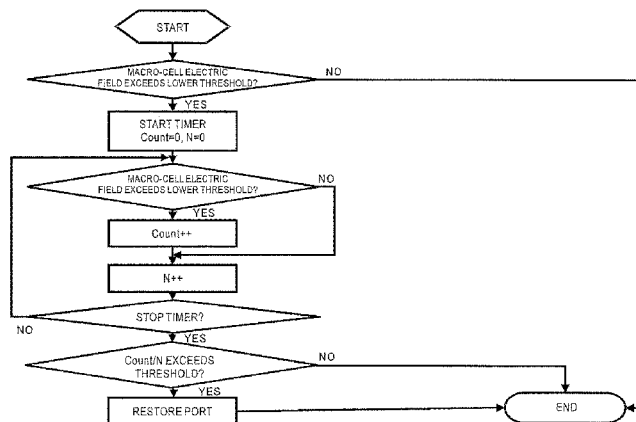 START
MACRO-CELL ELECTRIC
FIELD EXCEEDS LOWER THRESHOLD?
NO
YES
START TIMER
Count=0, N=0
MACRO-CELL ELECTRIC
FIELD EXCEEDS LOWER THRESHOLD?
NO
YES
Count++
N++
STOP TIMER?
NO
YES
Count/N EXCEEDS
THRESHOLD?
NO
YES
RESTORE PORT
END